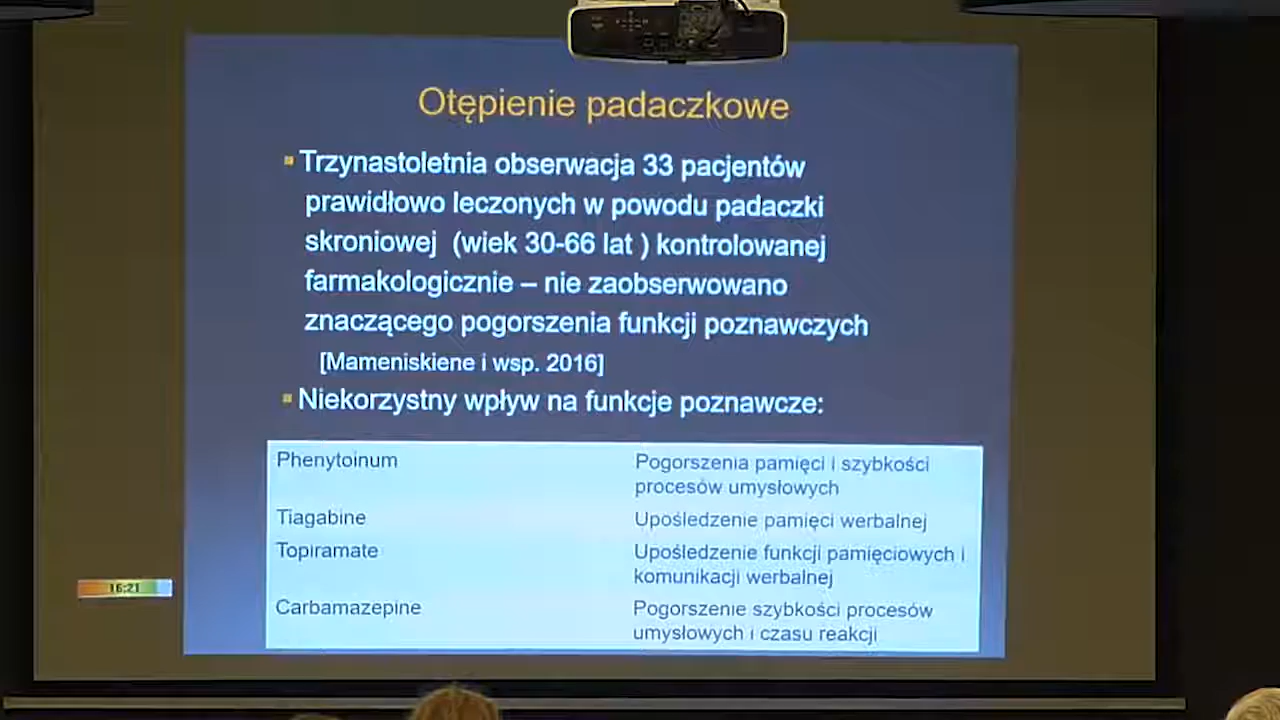 Otępienie padaczkowe
▪ Trzynastoletnia obserwacja 33 pacjentów
prawidłowo leczonych w powodu padaczki
skroniowej (wiek 30-66 lat ) kontrolowanej
farmakologicznie – nie zaobserwowano
znaczącego pogorszenia funkcji poznawczych
[Mameniskiene i wsp. 2016]
▪ Niekorzystny wpływ na funkcje poznawcze:
Phenytoinum
Pogorszenia pamięci i szybkości
procesów umysłowych
Tiagabine
Upośledzenie pamięci werbalnej
Topiramate
Upośledzenie funkcji pamięciowych i
komunikacji werbalnej
Carbamazepine
Pogorszenie szybkości procesów
umysłowych i czasu reakcji
16:21